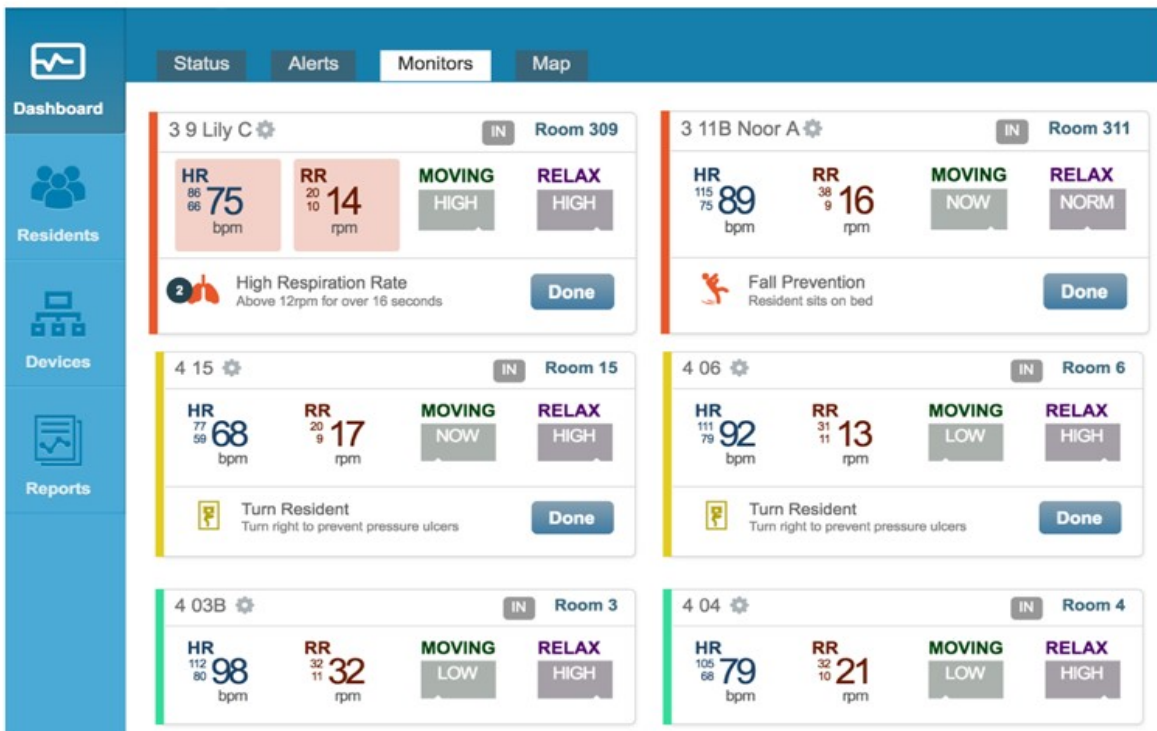 Status Alerts Monitors Map
Dashboard
Residents
Devices
Reports
3 9 Lily C IN Room 309
HR 86 66 75 bpm
RR 20 10 14 rpm
MOVING HIGH
RELAX HIGH
2 High Respiration Rate
Above 12rpm for over 16 seconds
Done
3 11B Noor A IN Room 311
HR 115 75 89 bpm
RR 38 9 16 rpm
MOVING NOW
RELAX NORM
Fall Prevention
Resident sits on bed
Done
4 15 IN Room 15
HR 77 59 68 bpm
RR 20 9 17 rpm
MOVING NOW
RELAX HIGH
Turn Resident
Turn right to prevent pressure ulcers
Done
4 06 IN Room 6
HR 111 79 92 bpm
RR 31 11 13 rpm
MOVING LOW
RELAX HIGH
Turn Resident
Turn right to prevent pressure ulcers
Done
4 03B IN Room 3
HR 112 80 98 bpm
RR 32 11 32 rpm
MOVING LOW
RELAX HIGH
4 04 IN Room 4
HR 105 68 79 bpm
RR 32 10 21 rpm
MOVING LOW
RELAX HIGH